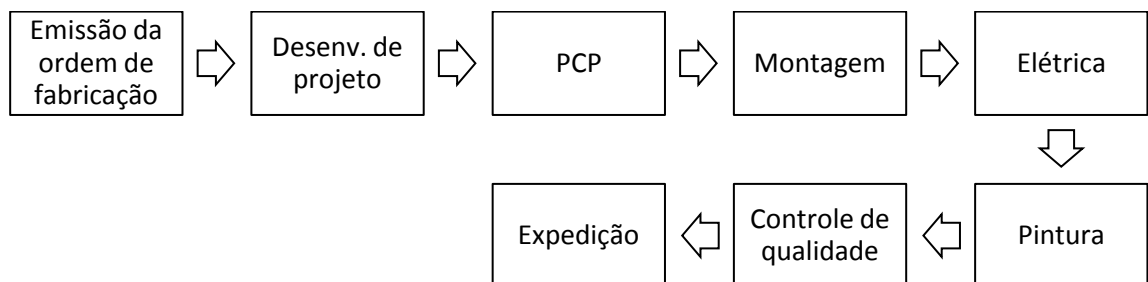 Emissão da
ordem de
fabricação
Desenv. de
projeto
PCP
Montagem
Elétrica
Pintura
Controle de
qualidade
Expedição